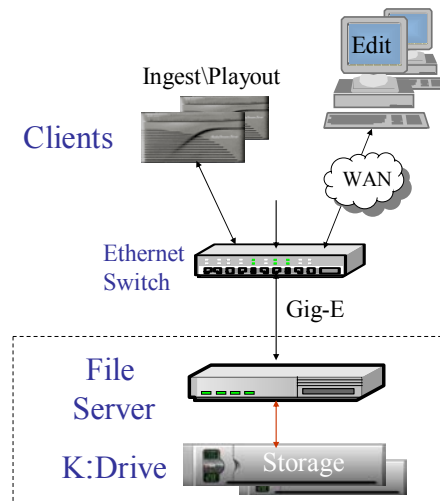 Edit
Ingest\Playout
Clients
WAN
Ethernet
Switch
Gig-E
File
Server
K:Drive
Storage